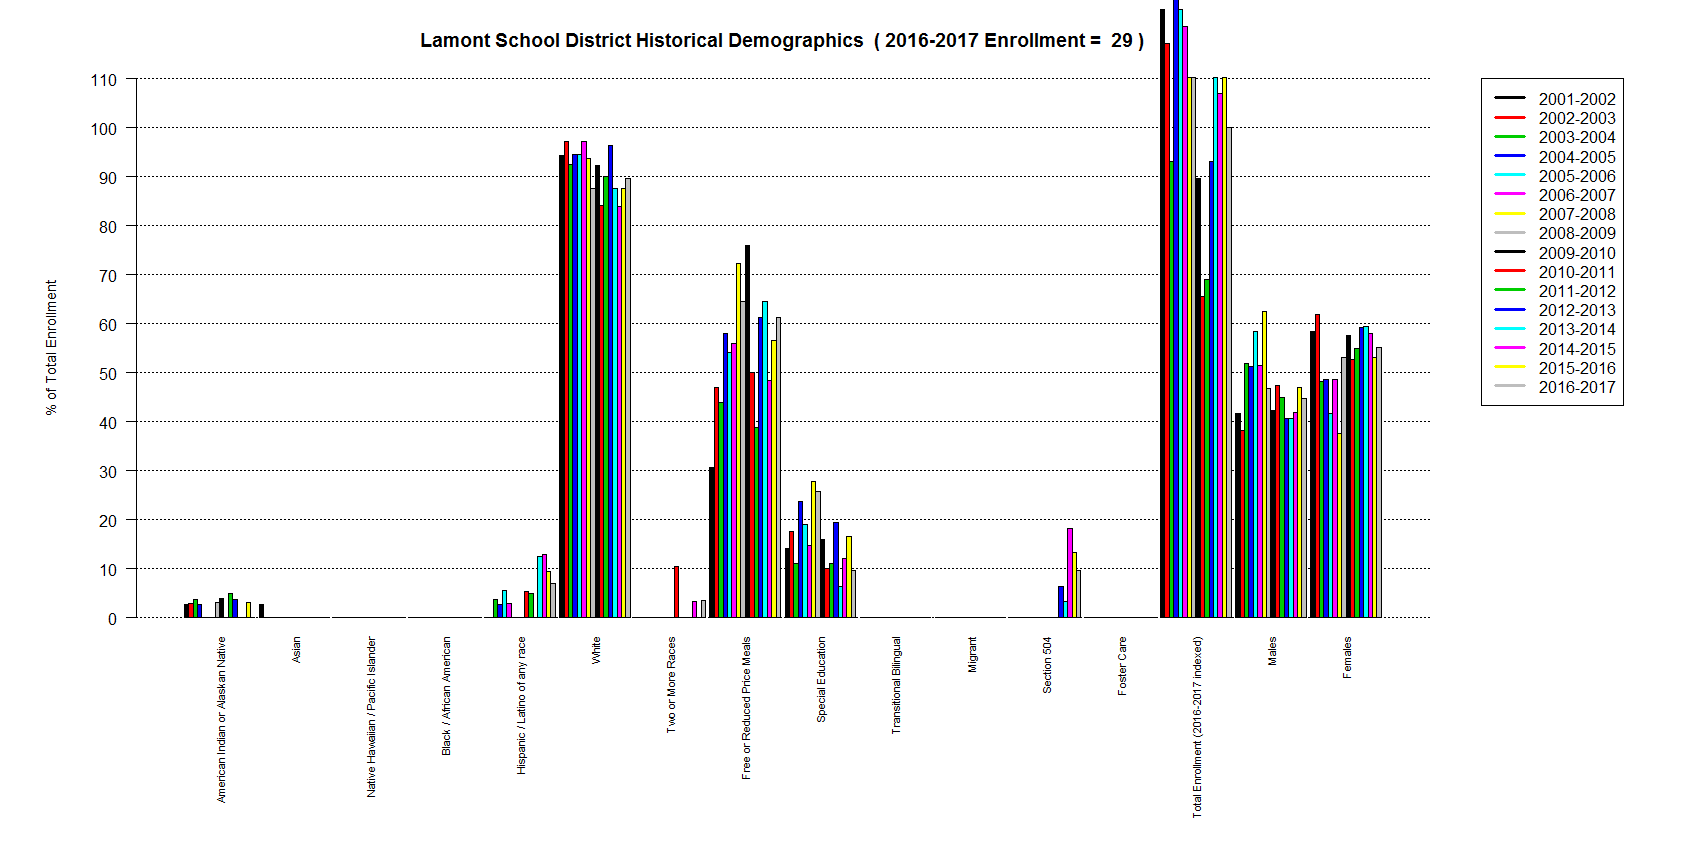 Lamont School District Historical Demographics ( 2016-2017 Enrollment = 29 )
% of Total Enrollment
110
100
90
80
70
60
50
40
30
20
10
0
American Indian or Alaskan Native
Asian
Native Hawaiian / Pacific Islander
Black / African American
Hispanic / Latino of any race
White
Two or More Races
Free or Reduced Price Meals
Special Education
Transitional Bilingual
Migrant
Section 504
Foster Care
Total Enrollment (2016-2017 indexed)
Males
Females
2001-2002
2002-2003
2003-2004
2004-2005
2005-2006
2006-2007
2007-2008
2008-2009
2009-2010
2010-2011
2011-2012
2012-2013
2013-2014
2014-2015
2015-2016
2016-2017